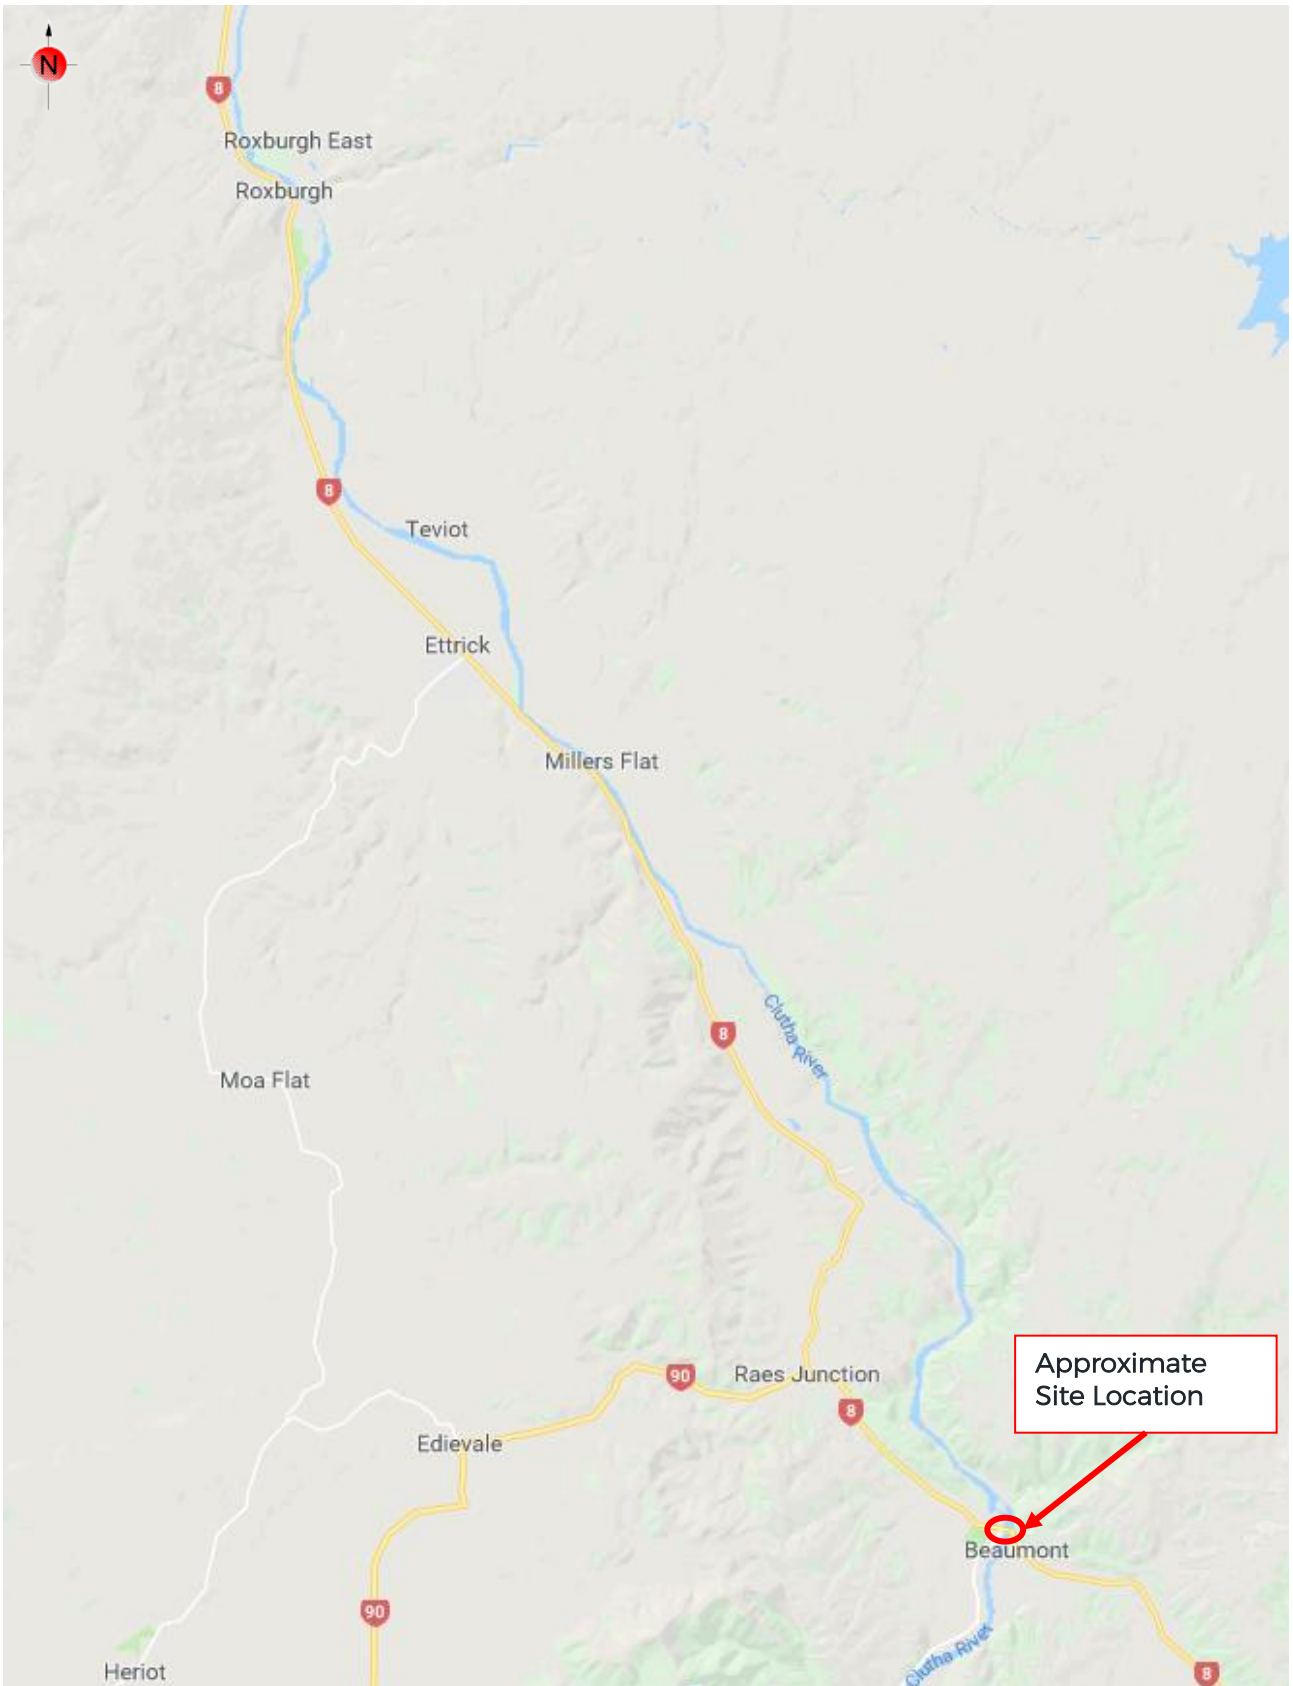 N
8
Roxburgh East
Roxburgh
8
Teviot
Ettrick
Millers Flat
Clutha River
8
Moa Flat
Approximate
Site Location
90
Raes Junction
8
Edievale
Beaumont
90
Clutha River
Heriot
8